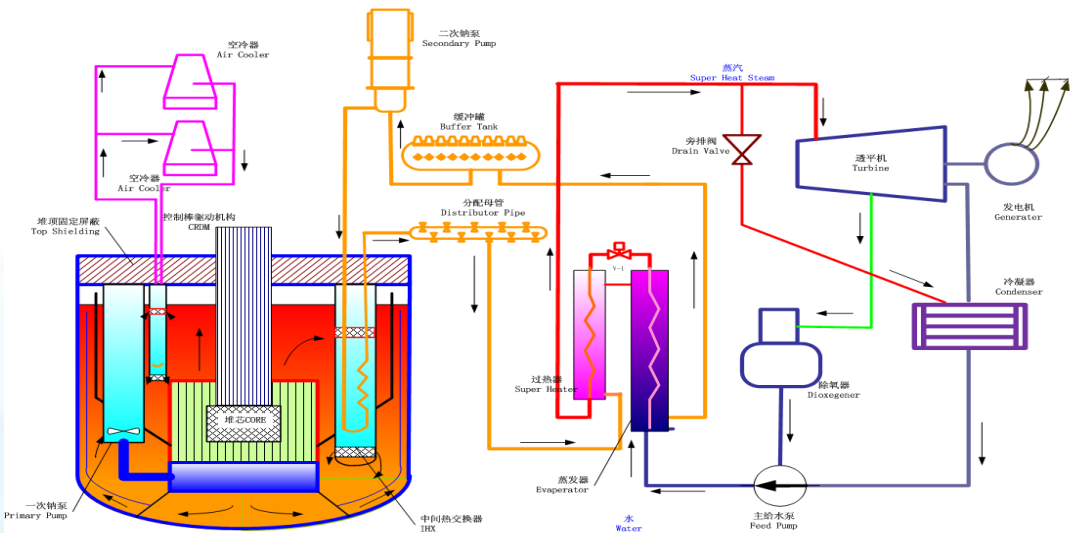 空冷器
Air Cooler
二次钠泵
Secondary Pump
蒸汽
Super Heat Steam
缓冲罐
Buffer Tank
旁排阀
Drain Valve
透平机
Turbine
空冷器
Air Cooler
发电机
Generater
堆顶固定屏蔽
Top Shielding
控制棒驱动机构
CRDM
分配母管
Distributor Pipe
V-1
冷凝器
Condenser
过热器
Super Heater
除氧器
Dioxegener
堆芯CORE
蒸发器
Evaporator
一次钠泵
Primary Pump
中间热交换器
IHX
水
Water
主给水泵
Feed Pump